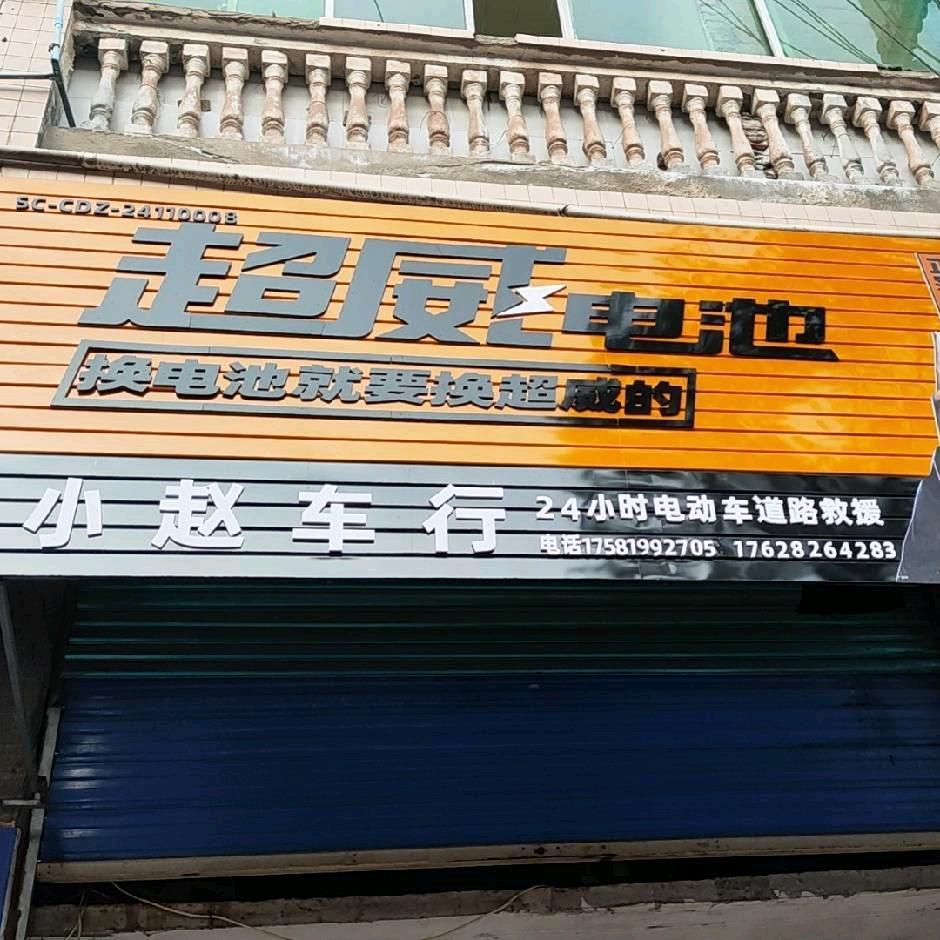 SC-CDZ-24110008
超威电池
换电池就要换超威的
小赵车行
24小时电动车道路救援
电话17581992705 17628264283